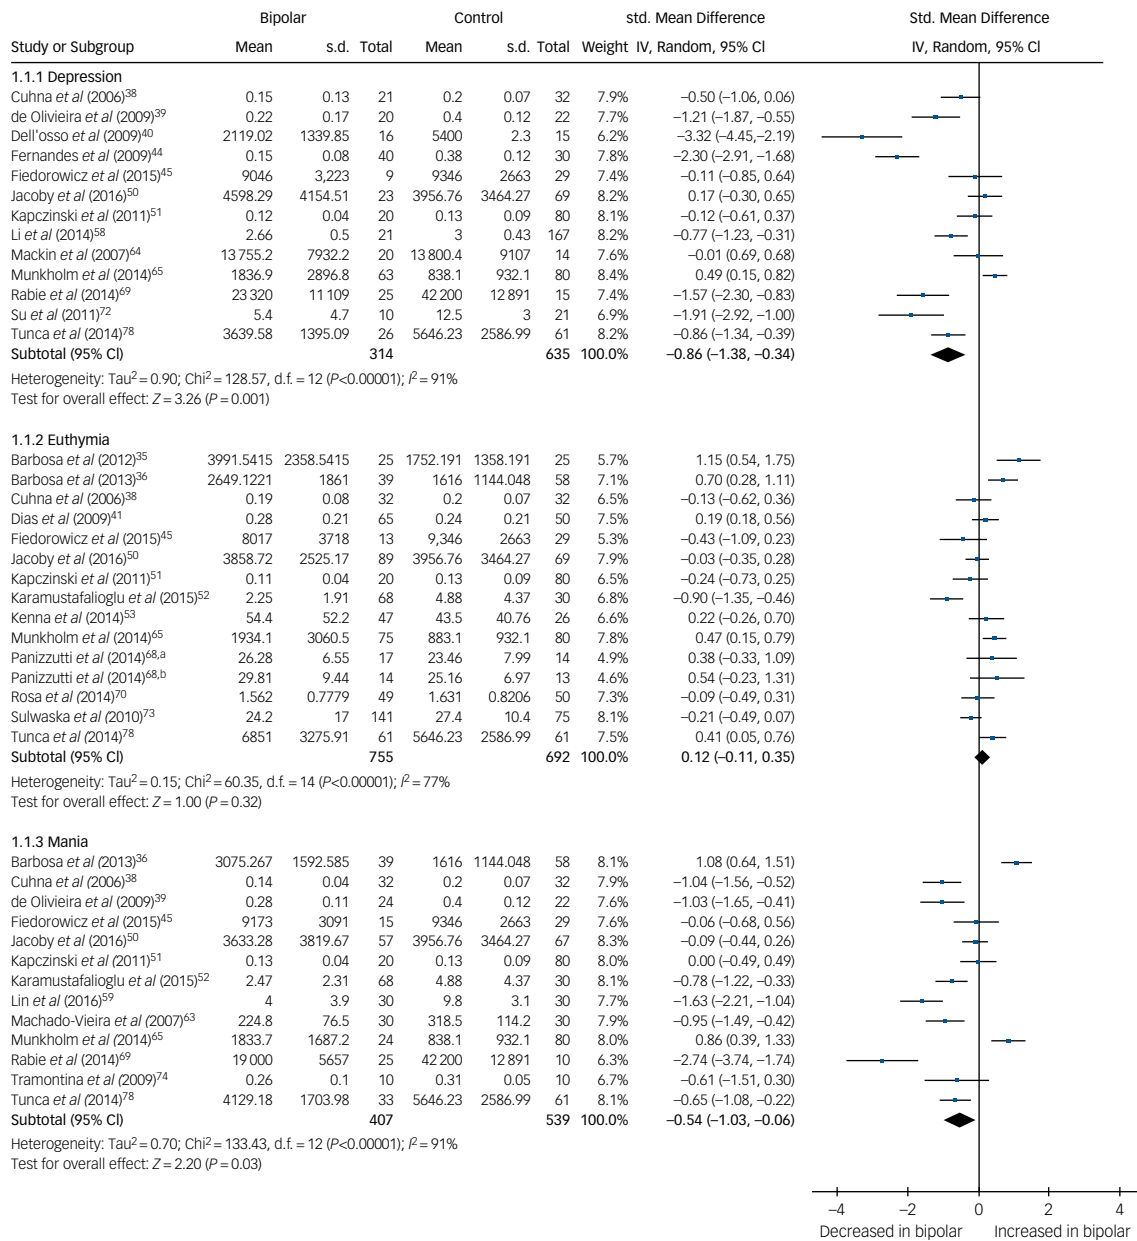 Bipolar Control std. Mean Difference Std. Mean Difference
Study or Subgroup Mean s.d. Total Mean s.d. Total Weight IV, Random, 95% CI IV, Random, 95% CI
1.1.1 Depression
Cuhna et al (2006)38 0.15 0.13 21 0.2 0.07 32 7.9% −0.50 (−1.06, 0.06)
de Olivieira et al (2009)39 0.22 0.17 20 0.4 0.12 22 7.7% −1.21 (−1.87, −0.55)
Dell'osso et al (2009)40 2119.02 1339.85 16 5400 2.3 15 6.2% −3.32 (−4.45,−2.19)
Fernandes et al (2009)44 0.15 0.08 40 0.38 0.12 30 7.8% −2.30 (−2.91, −1.68)
Fiedorowicz et al (2015)45 9046 3,223 9 9346 2663 29 7.4% −0.11 (−0.85, 0.64)
Jacoby et al (2016)50 4598.29 4154.51 23 3956.76 3464.27 69 8.2% 0.17 (−0.30, 0.65)
Kapczinski et al (2011)51 0.12 0.04 20 0.13 0.09 80 8.1% −0.12 (−0.61, 0.37)
Li et al (2014)58 2.66 0.5 21 3 0.43 167 8.2% −0.77 (−1.23, −0.31)
Mackin et al (2007)64 13 755.2 7932.2 20 13 800.4 9107 14 7.6% −0.01 (0.69, 0.68)
Munkholm et al (2014)65 1836.9 2896.8 63 838.1 932.1 80 8.4% 0.49 (0.15, 0.82)
Rabie et al (2014)69 23 320 11 109 25 42 200 12 891 15 7.4% −1.57 (−2.30, −0.83)
Su et al (2011)72 5.4 4.7 10 12.5 3 21 6.9% −1.91 (−2.92, −1.00)
Tunca et al (2014)78 3639.58 1395.09 26 5646.23 2586.99 61 8.2% −0.86 (−1.34, −0.39)
Subtotal (95% CI) 314 635 100.0% −0.86 (−1.38, −0.34)
Heterogeneity: Tau2 = 0.90; Chi2 = 128.57, d.f. = 12 (P<0.00001); I2 = 91%
Test for overall effect: Z = 3.26 (P = 0.001)
1.1.2 Euthymia
Barbosa et al (2012)35 3991.5415 2358.5415 25 1752.191 1358.191 25 5.7% 1.15 (0.54, 1.75)
Barbosa et al (2013)36 2649.1221 1861 39 1616 1144.048 58 7.1% 0.70 (0.28, 1.11)
Cuhna et al (2006)38 0.19 0.08 32 0.2 0.07 32 6.5% −0.13 (−0.62, 0.36)
Dias et al (2009)41 0.28 0.21 65 0.24 0.21 50 7.5% 0.19 (0.18, 0.56)
Fiedorowicz et al (2015)45 8017 3718 13 9,346 2663 29 5.3% −0.43 (−1.09, 0.23)
Jacoby et al (2016)50 3858.72 2525.17 89 3956.76 3464.27 69 7.9% −0.03 (−0.35, 0.28)
Kapczinski et al (2011)51 0.11 0.04 20 0.13 0.09 80 6.5% −0.24 (−0.73, 0.25)
Karamustafalioglu et al (2015)52 2.25 1.91 68 4.88 4.37 30 6.8% −0.90 (−1.35, −0.46)
Kenna et al (2014)53 54.4 52.2 47 43.5 40.76 26 6.6% 0.22 (−0.26, 0.70)
Munkholm et al (2014)65 1934.1 3060.5 75 883.1 932.1 80 7.9% 0.47 (0.15, 0.79)
Panizzutti et al (2014)68,a 26.28 6.55 17 23.46 7.99 14 4.9% 0.38 (−0.33, 1.09)
Panizzutti et al (2014)68,b 29.81 9.44 14 25.16 6.97 13 4.6% 0.54 (−0.23, 1.31)
Rosa et al (2014)70 1.562 0.7779 49 1.631 0.8206 50 7.3% −0.09 (−0.49, 0.31)
Sulwaska et al (2010)73 24.2 17 141 27.4 10.4 75 8.1% −0.21 (−0.49, 0.07)
Tunca et al (2014)78 6851 3275.91 61 5646.23 2586.99 61 7.5% 0.41 (0.05, 0.76)
Subtotal (95% CI) 755 692 100.0% 0.12 (−0.11, 0.35)
Heterogeneity: Tau2 = 0.15; Chi2 = 60.35, d.f. = 14 (P<0.00001); I2 = 77%
Test for overall effect: Z = 1.00 (P = 0.32)
1.1.3 Mania
Barbosa et al (2013)36 3075.267 1592.585 39 1616 1144.048 58 8.1% 1.08 (0.64, 1.51)
Cuhna et al (2006)38 0.14 0.04 32 0.2 0.07 32 7.9% −1.04 (−1.56, −0.52)
de Olivieira et al (2009)39 0.28 0.11 24 0.4 0.12 22 7.7% −1.03 (−1.65, −0.41)
Fiedorowicz et al (2015)45 9173 3091 15 9346 2663 29 7.6% −0.06 (−0.68, 0.56)
Jacoby et al (2016)50 3633.28 3819.67 57 3956.76 3464.27 67 8.3% −0.09 (−0.44, 0.26)
Kapczinski et al (2011)51 0.13 0.04 20 0.13 0.09 80 8.0% 0.00 (−0.49, 0.49)
Karamustafalioglu et al (2015)52 2.47 2.31 68 4.88 4.37 30 8.1% −0.78 (−1.22, −0.33)
Lin et al (2016)59 4 3.9 30 9.8 3.1 30 7.7% −1.63 (−2.21, −1.04)
Machado-Vieira et al (2007)63 224.8 76.5 30 318.5 114.2 30 7.9% −0.95 (−1.49, −0.42)
Munkholm et al (2014)65 1833.7 1687.2 24 838.1 932.1 80 8.0% 0.86 (0.39, 1.33)
Rabie et al (2014)69 19 000 5657 25 42 200 12 891 10 6.3% −2.74 (−3.74, −1.74)
Tramontina et al (2009)74 0.26 0.1 10 0.31 0.05 10 6.7% −0.61 (−1.51, 0.30)
Tunca et al (2014)78 4129.18 1703.98 33 5646.23 2586.99 61 8.1% −0.65 (−1.08, −0.22)
Subtotal (95% CI) 407 539 100.0% −0.54 (−1.03, −0.06)
Heterogeneity: Tau2 = 0.70; Chi2 = 133.43, d.f. = 12 (P<0.00001); I2 = 91%
Test for overall effect: Z = 2.20 (P = 0.03)
−4 −2 0 2 4
Decreased in bipolar Increased in bipolar